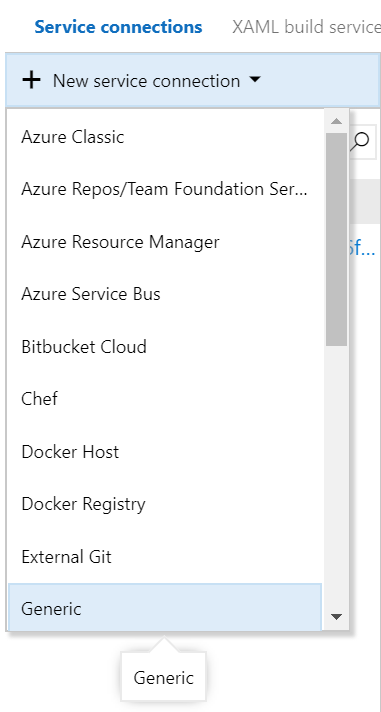 Service connections XAML build service
+ New service connection
Azure Classic
Azure Repos/Team Foundation Ser...
Azure Resource Manager
Azure Service Bus
Bitbucket Cloud
Chef
Docker Host
Docker Registry
External Git
Generic
Generic